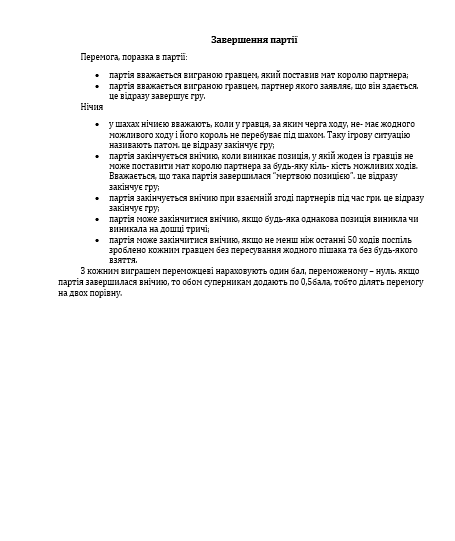 Завершення партії
Перемога, поразка в партії:
• партія вважається виграною гравцем, який поставив мат королю партнера;
• партія вважається виграною гравцем, партнер якого заявляє, що він здається.
це відразу завершує гру.
Нічия
• у шахах нічиєю вважають, коли у гравця, за яким черга ходу, не- має жодного
можливого ходу і його король не перебуває під шахом. Таку ігрову ситуацію
називають патом. це відразу закінчує гру;
• партія закінчується внічию, коли виникає позиція, у якій жоден із гравців не
може поставити мат королю партнера за будь-яку кіль- кість можливих ходів.
Вважається, що така партія завершилася "мертвою позицією". це відразу
закінчує гру;
• партія закінчується внічию при взаємній згоді партнерів під час гри. це відразу
закінчує гру;
• партія може закінчитися внічию, якщо будь-яка однакова позиція виникла чи
виникала на дошці тричі;
• партія може закінчитися внічию, якщо не менш ніж останні 50 ходів поспіль
зроблено кожним гравцем без пересування жодного пішака та без будь-якого
взяття.
З кожним виграшем переможцеві нараховують один бал, переможеному – нуль. якщо
партія завершилася внічию, то обом суперникам додають по 0,5бала, тобто ділять перемогу
на двох порівну.